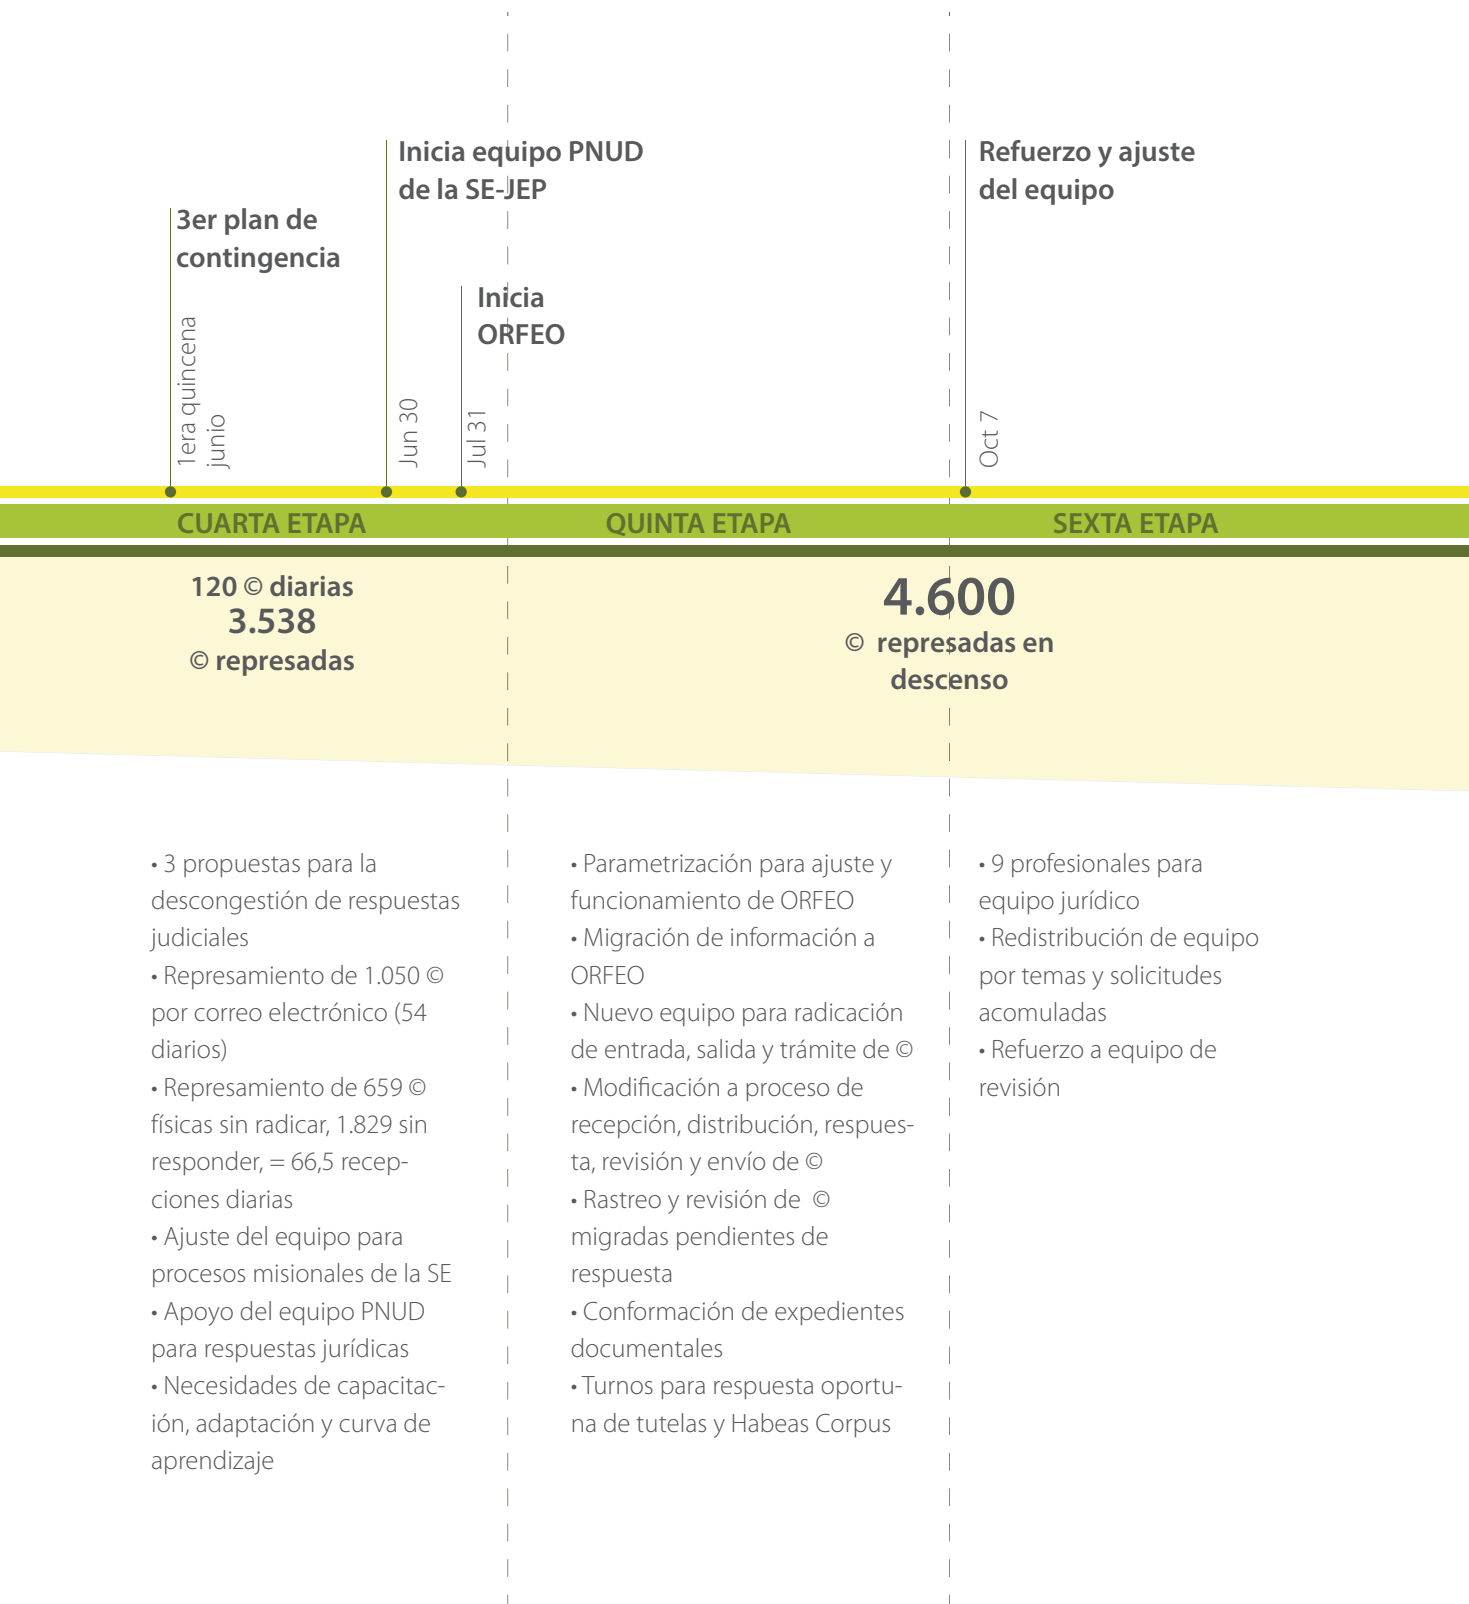 Inicia equipo PNUD
de la SE-JEP
Refuerzo y ajuste
del equipo
3er plan de
contingencia
Inicia
ORFEO
1era quincena
junio
Jun 30
Jul 31
Oct 7
CUARTA ETAPA
QUINTA ETAPA
SEXTA ETAPA
120 © diarias
3.538
© represadas
4.600
© represadas en
descenso
• 3 propuestas para la
descongestión de respuestas
judiciales
• Represamiento de 1.050 ©
por correo electrónico (54
diarios)
• Represamiento de 659 ©
físicas sin radicar, 1.829 sin
responder, = 66,5 recep-
ciones diarias
• Ajuste del equipo para
procesos misionales de la SE
• Apoyo del equipo PNUD
para respuestas jurídicas
• Necesidades de capacitac-
ión, adaptación y curva de
aprendizaje
• Parametrización para ajuste y
funcionamiento de ORFEO
• Migración de información a
ORFEO
• Nuevo equipo para radicación
de entrada, salida y trámite de ©
• Modificación a proceso de
recepción, distribución, respues-
ta, revisión y envío de ©
• Rastreo y revisión de ©
migradas pendientes de
respuesta
• Conformación de expedientes
documentales
• Turnos para respuesta oportu-
na de tutelas y Habeas Corpus
• 9 profesionales para
equipo jurídico
• Redistribución de equipo
por temas y solicitudes
acomuladas
• Refuerzo a equipo de
revisión